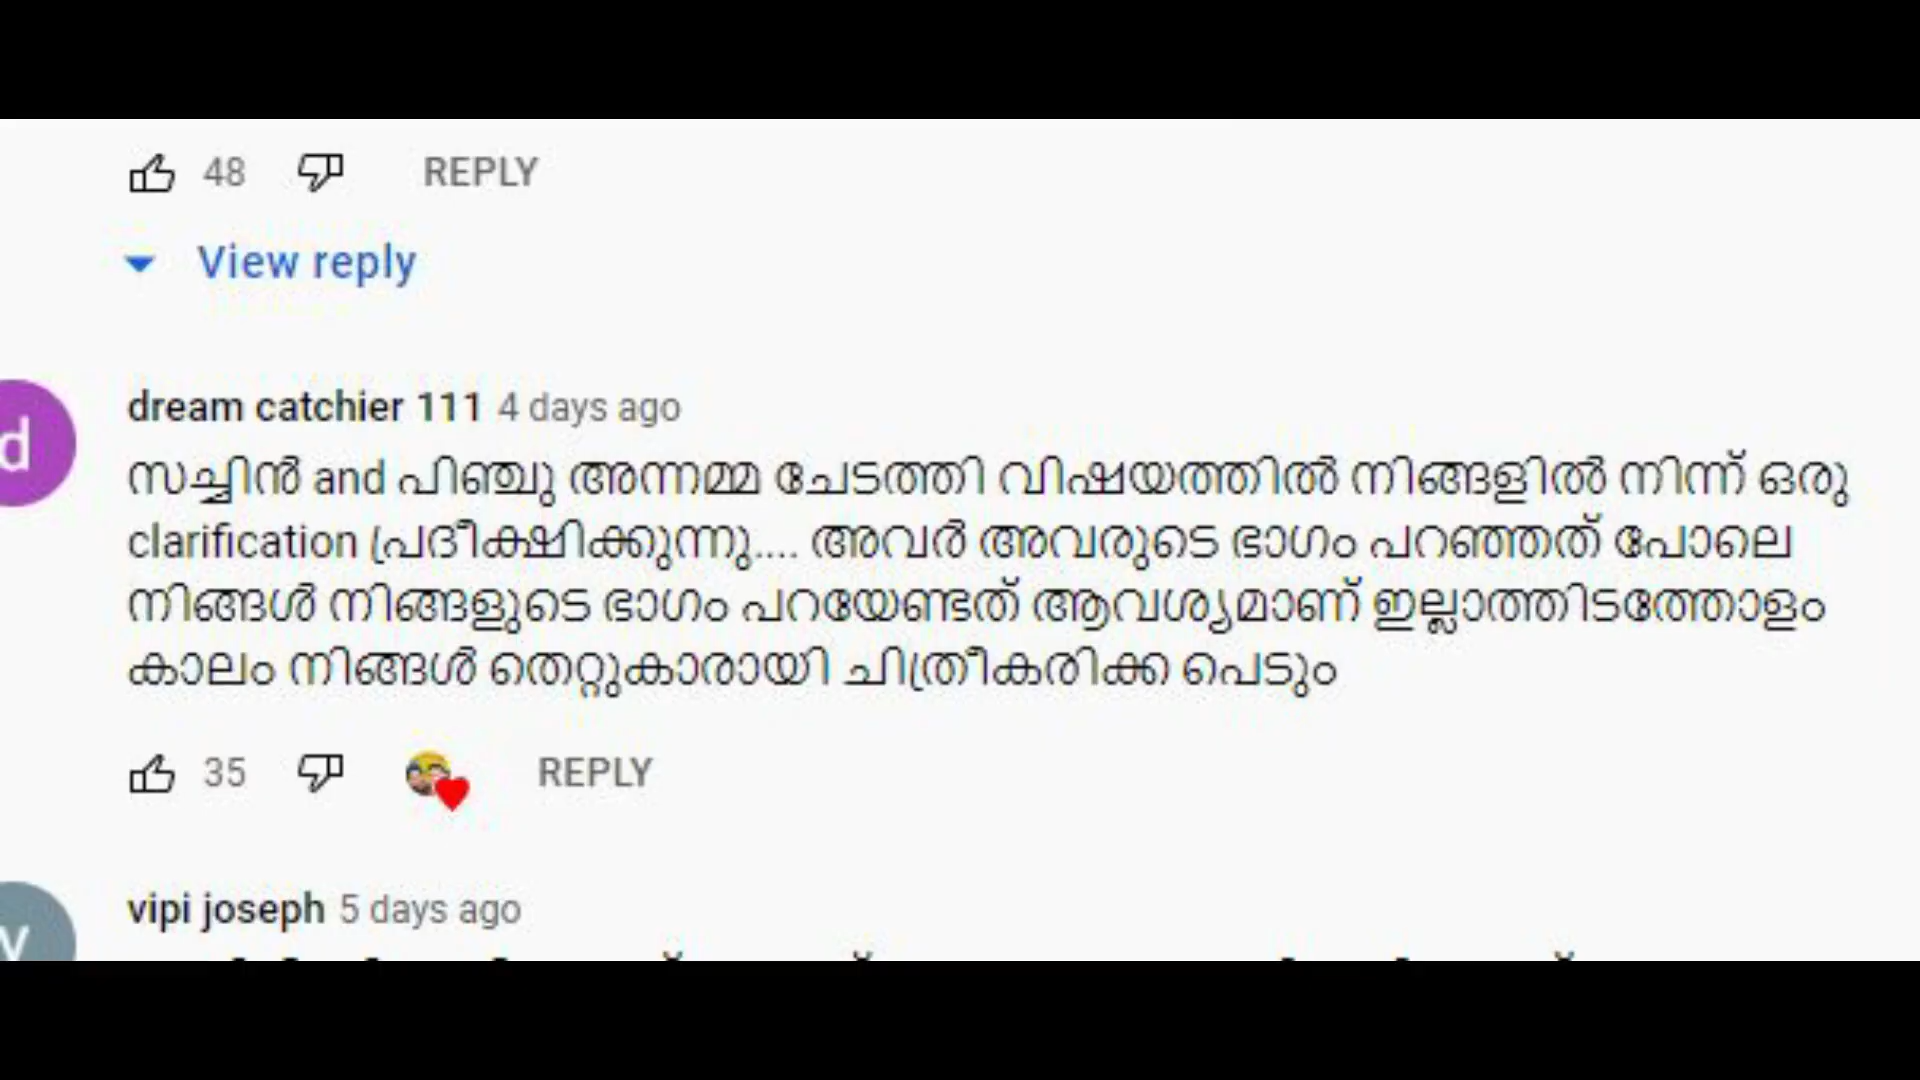 48 REPLY
View reply
d
dream catchier 111 4 days ago
സച്ചിൻ and പിഞ്ചു അന്നമ്മ ചേടത്തി വിഷയത്തിൽ നിങ്ങളിൽ നിന്ന് ഒരു
clarification പ്രദീക്ഷിക്കുന്നു.... അവർ അവരുടെ ഭാഗം പറഞ്ഞത് പോലെ
നിങ്ങൾ നിങ്ങളുടെ ഭാഗം പറയേണ്ടത് ആവശ്യമാണ് ഇല്ലാത്തിടത്തോളം
കാലം നിങ്ങൾ തെറ്റുകാരായി ചിത്രീകരിക്ക പെടും
35 REPLY
v
vipi joseph 5 days ago